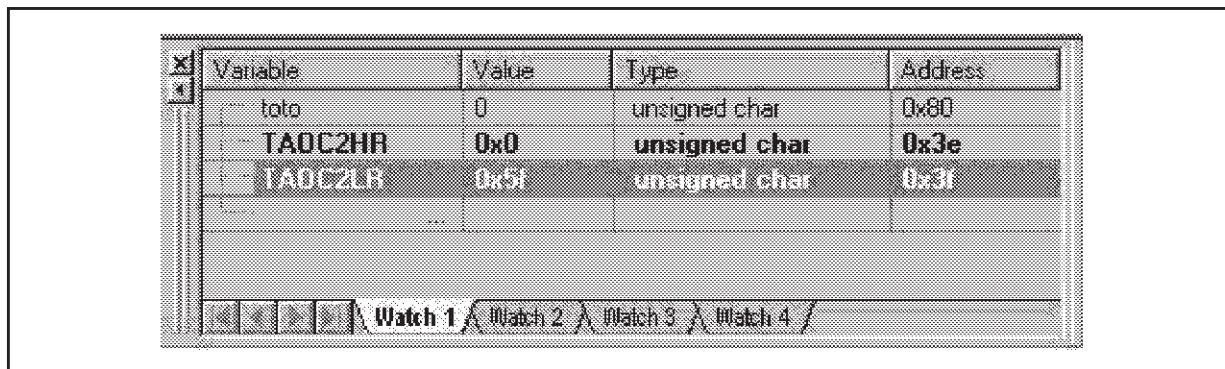 Variable Value Type Address
toto 0 unsigned char 0x80
TAOC2HR 0x0 unsigned char 0x3e
TAOC2LR 0x5f unsigned char 0x3f
...
Watch 1 Watch 2 Watch 3 Watch 4